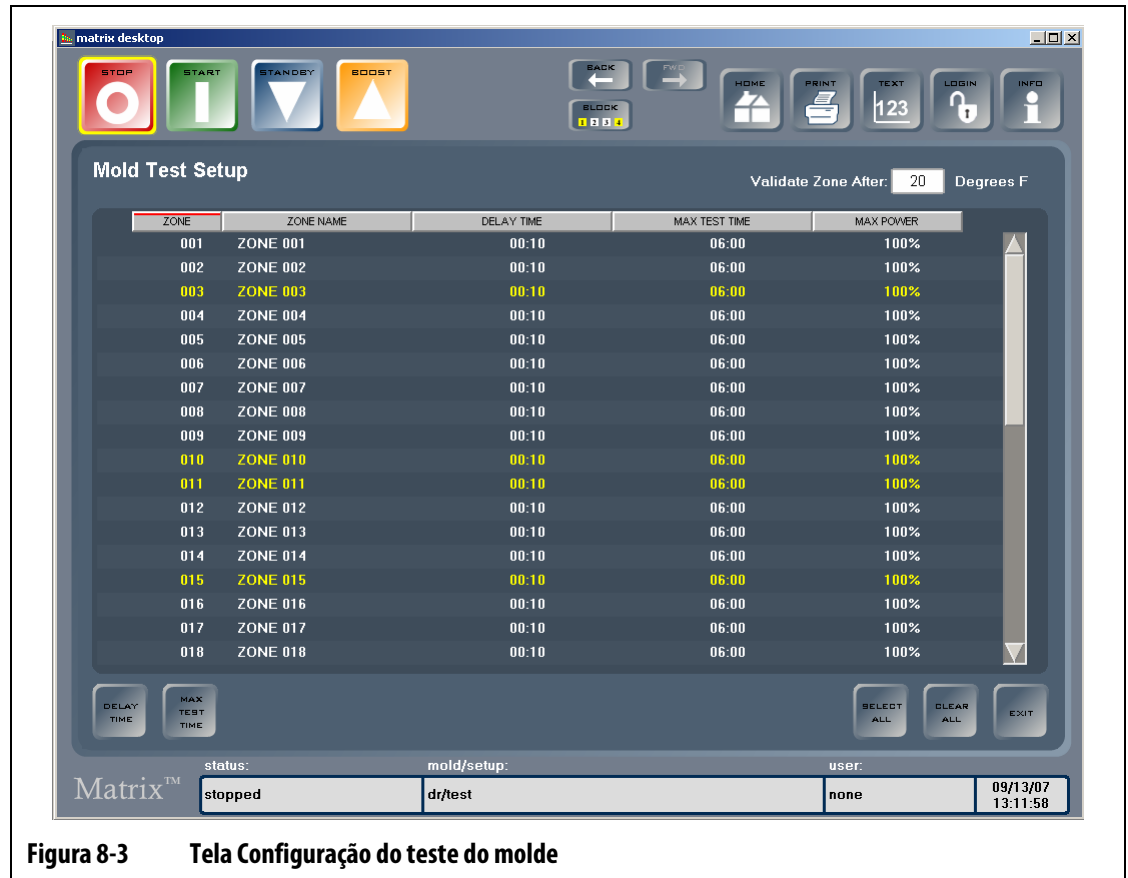 matrix desktop
STOP START STANDBY BOOST BACK FWD HOME PRINT TEXT LOGIN INFO
123
BLOCK
1 2 3 4
Mold Test Setup
Validate Zone After: 20 Degrees F
ZONE ZONE NAME DELAY TIME MAX TEST TIME MAX POWER
001 ZONE 001 00:10 06:00 100%
002 ZONE 002 00:10 06:00 100%
003 ZONE 003 00:10 06:00 100%
004 ZONE 004 00:10 06:00 100%
005 ZONE 005 00:10 06:00 100%
006 ZONE 006 00:10 06:00 100%
007 ZONE 007 00:10 06:00 100%
008 ZONE 008 00:10 06:00 100%
009 ZONE 009 00:10 06:00 100%
010 ZONE 010 00:10 06:00 100%
011 ZONE 011 00:10 06:00 100%
012 ZONE 012 00:10 06:00 100%
013 ZONE 013 00:10 06:00 100%
014 ZONE 014 00:10 06:00 100%
015 ZONE 015 00:10 06:00 100%
016 ZONE 016 00:10 06:00 100%
017 ZONE 017 00:10 06:00 100%
018 ZONE 018 00:10 06:00 100%
DELAY TIME
MAX TEST TIME
SELECT ALL
CLEAR ALL
EXIT
status: mold/setup: user:
Matrix™ stopped dr/test none 09/13/07
13:11:58
Figura 8-3 Tela Configuração do teste do molde